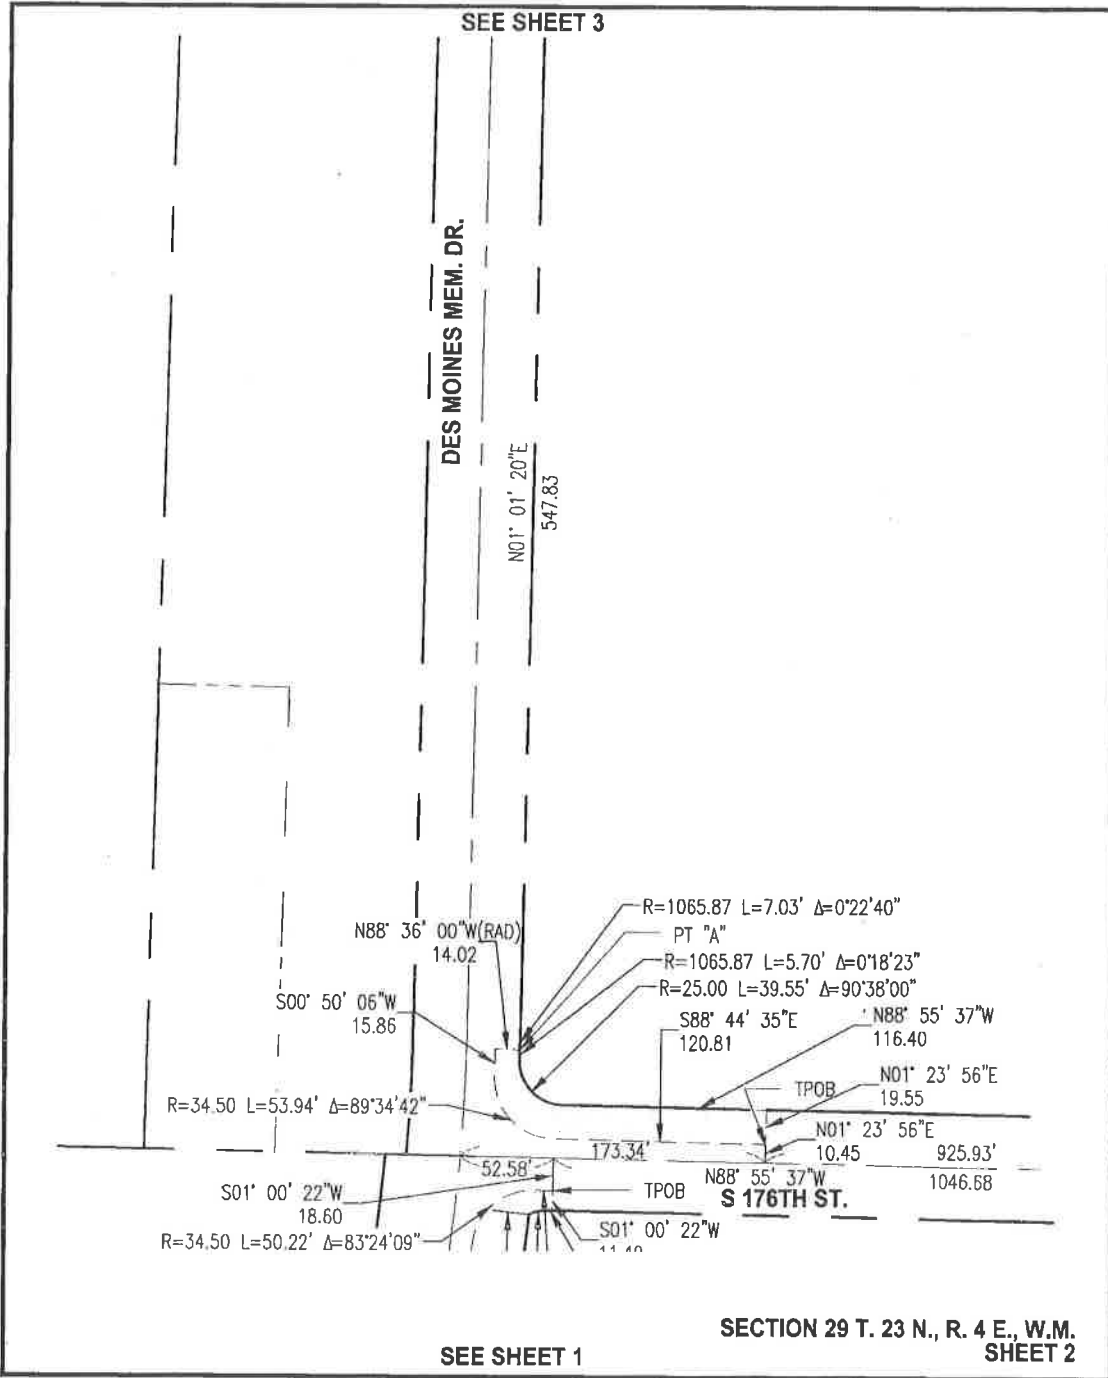 SEE SHEET 3
DES MOINES MEM. DR.
N01° 01' 20"E
547.83
R=1065.87 L=7.03' Δ=0°22'40"
N88° 36' 00"W(RAD)
14.02
PT "A"
R=1065.87 L=5.70' Δ=0°18'23"
R=25.00 L=39.55' Δ=90°38'00"
S00° 50' 06"W
15.86
S88° 44' 35"E
120.81
N88° 55' 37"W
116.40
TPOB
N01° 23' 56"E
19.55
R=34.50 L=53.94' Δ=89°34'42"
N01° 23' 56"E
10.45
173.34'
925.93'
52.58'
N88° 55' 37"W
1046.68
S01° 00' 22"W
18.60
TPOB
S 176TH ST.
R=34.50 L=50.22' Δ=83°24'09"
S01° 00' 22"W
SECTION 29 T. 23 N., R. 4 E., W.M.
SHEET 2
SEE SHEET 1